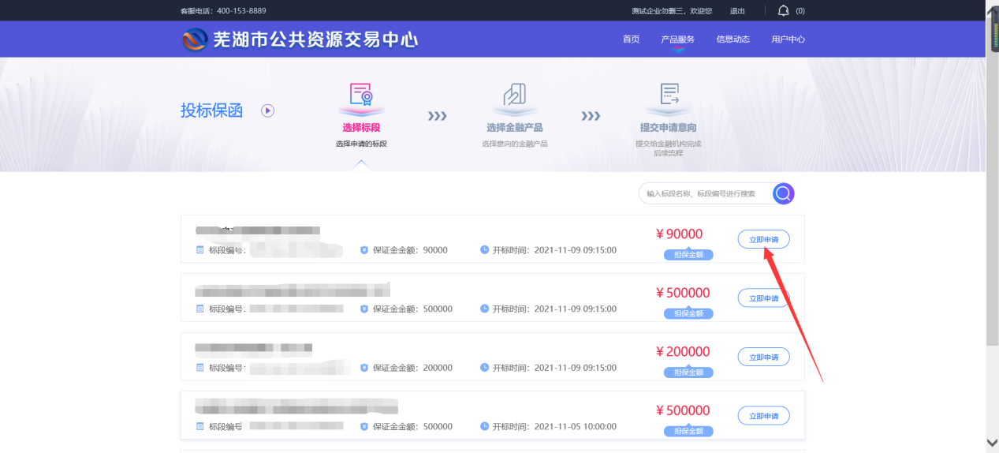 客服电话：400-153-8889
测试企业勿删三，欢迎您 退出 (0)
芜湖市公共资源交易中心
首页 产品服务 信息动态 用户中心
投标保函
选择标段
选择申请的标段
选择金融产品
选择意向的金融产品
提交申请意向
提交给金融机构完成
后续流程
输入标段名称、标段编号进行搜索
标段编号： 保证金金额：90000 开标时间：2021-11-09 09:15:00
￥90000
担保金额
立即申请
标段编号： 保证金金额：500000 开标时间：2021-11-09 09:15:00
￥500000
担保金额
立即申请
标段编号 保证金金额：200000 开标时间：2021-11-09 09:15:00
￥200000
担保金额
立即申请
标段编号 保证金金额：500000 开标时间：2021-11-05 10:00:00
￥500000
担保金额
立即申请